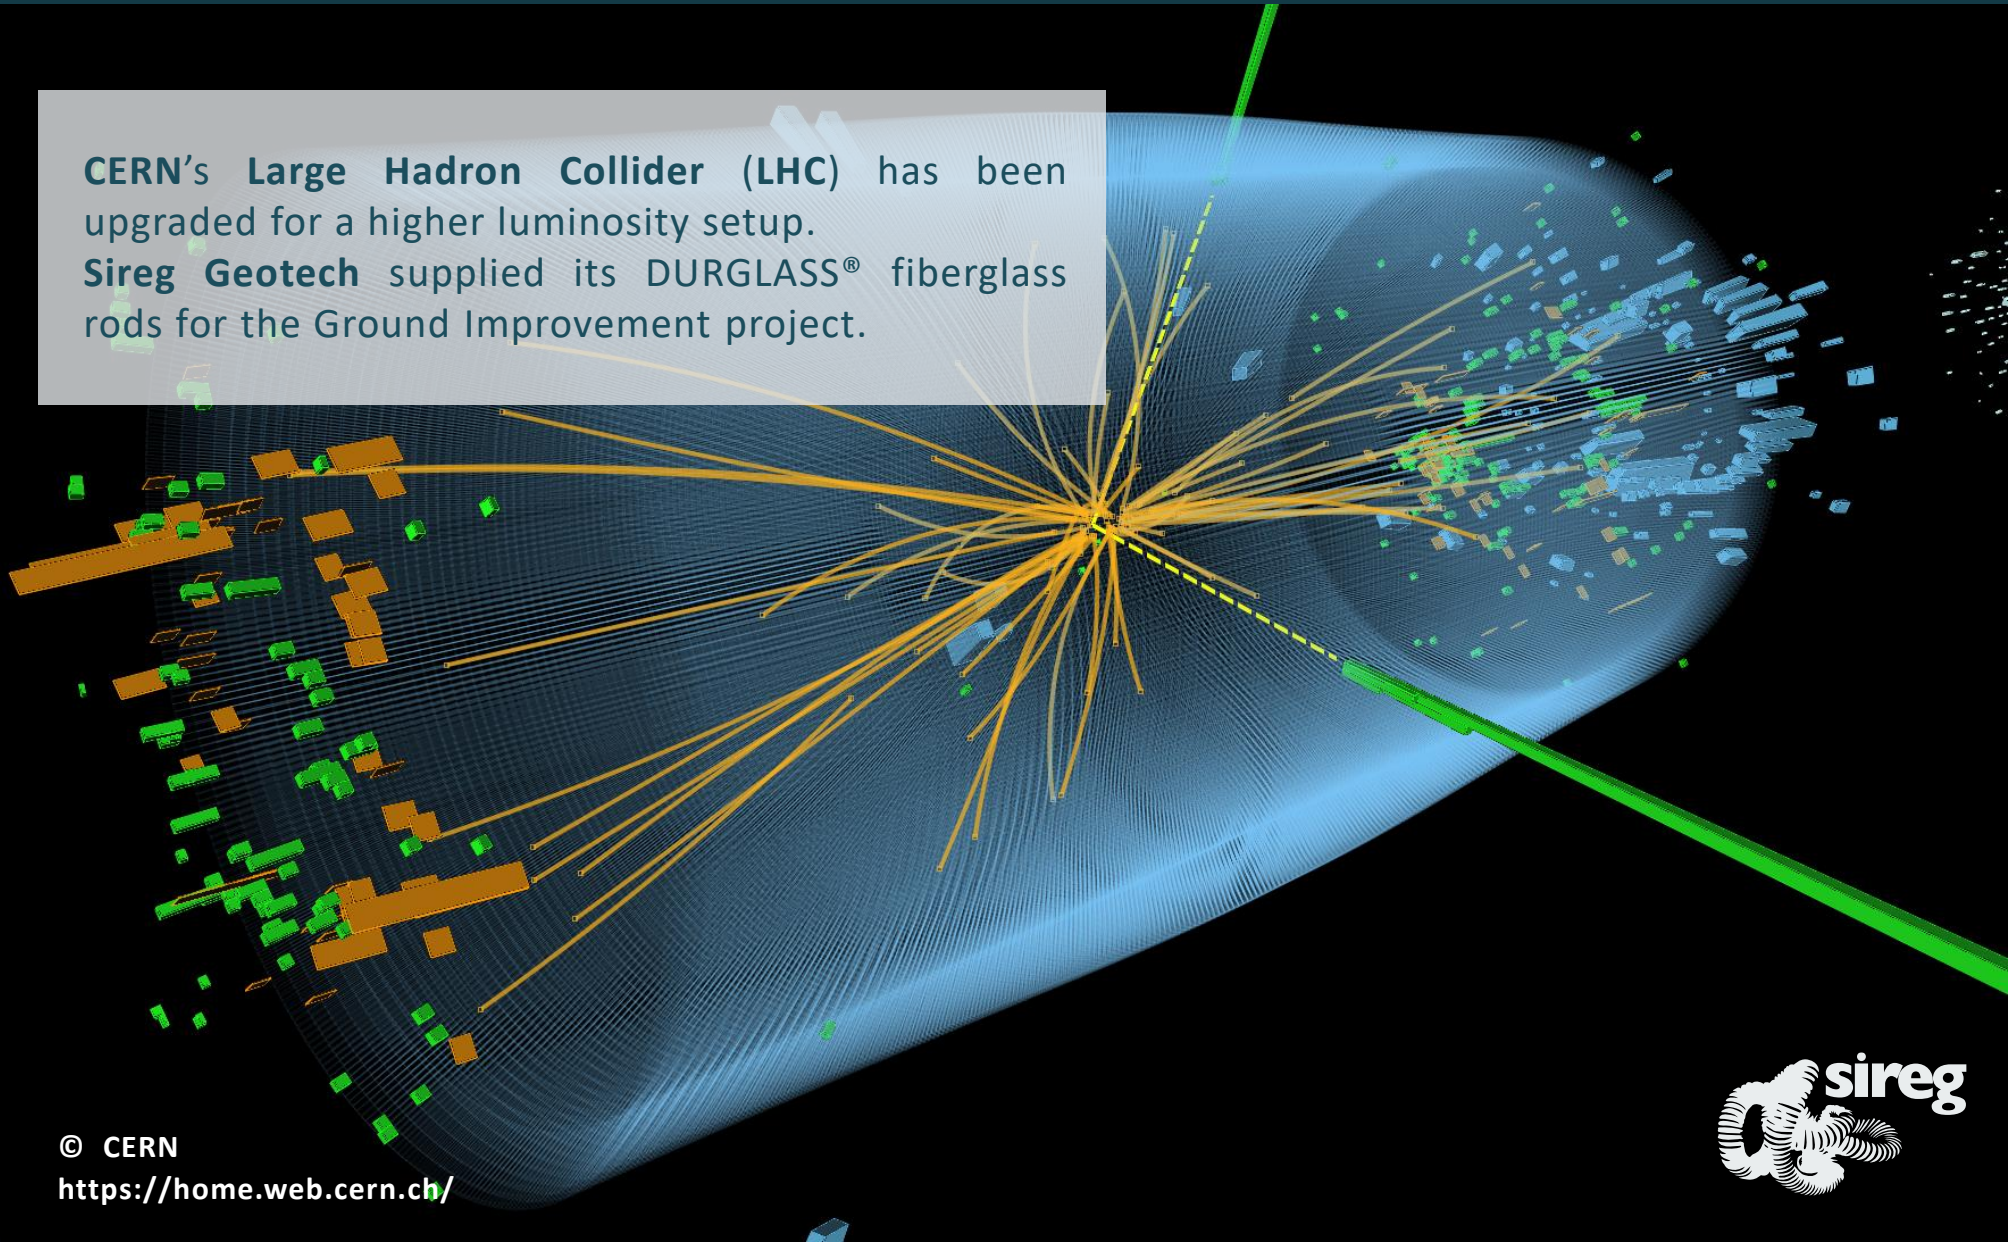 CERN’s Large Hadron Collider (LHC) has been
upgraded for a higher luminosity setup.
Sireg Geotech supplied its DURGLASS® fiberglass
rods for the Ground Improvement project.
© CERN
https://home.web.cern.ch/
sireg